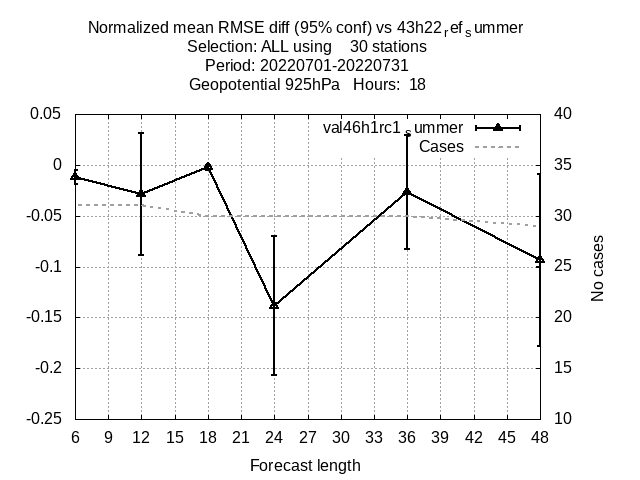 Normalized mean RMSE diff (95% conf) vs 43h22ref summer
Selection: ALL using 30 stations
Period: 20220701-20220731
Geopotential 925hPa Hours: 18
val46h1rc1summer
Cases
0.05
0
-0.05
-0.1
-0.15
-0.2
-0.25
40
35
30
25
20
15
10
No cases
6 9 12 15 18 21 24 27 30 33 36 39 42 45 48
Forecast length